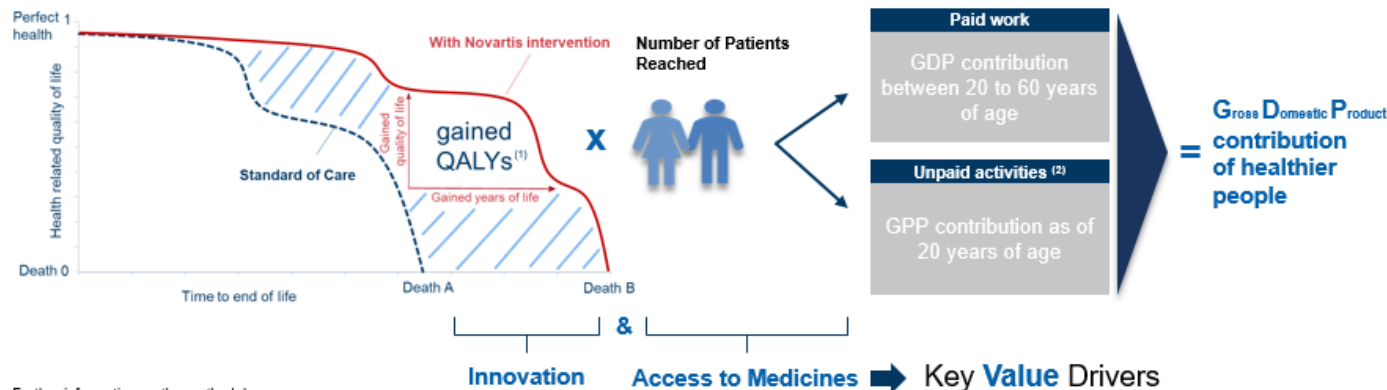 Perfect 1
health
Health related quality of life
Death 0
With Novartis intervention
Standard of Care
Gained
quality of life
gained
QALYs(1)
Gained years of life
Time to end of life
Death A
Death B
x
Number of Patients
Reached
Paid work
GDP contribution
between 20 to 60 years
of age
Unpaid activities (2)
GPP contribution as of
20 years of age
=
Gross Domestic Product
contribution
of healthier
people
Innovation
&
Access to Medicines
Key Value Drivers